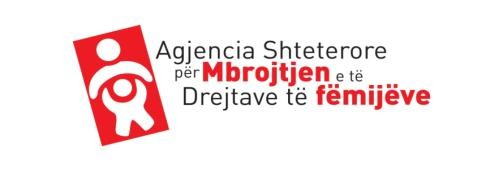 Agjencia Shteterore
për Mbrojtjen e të
Drejtave të fëmijëve